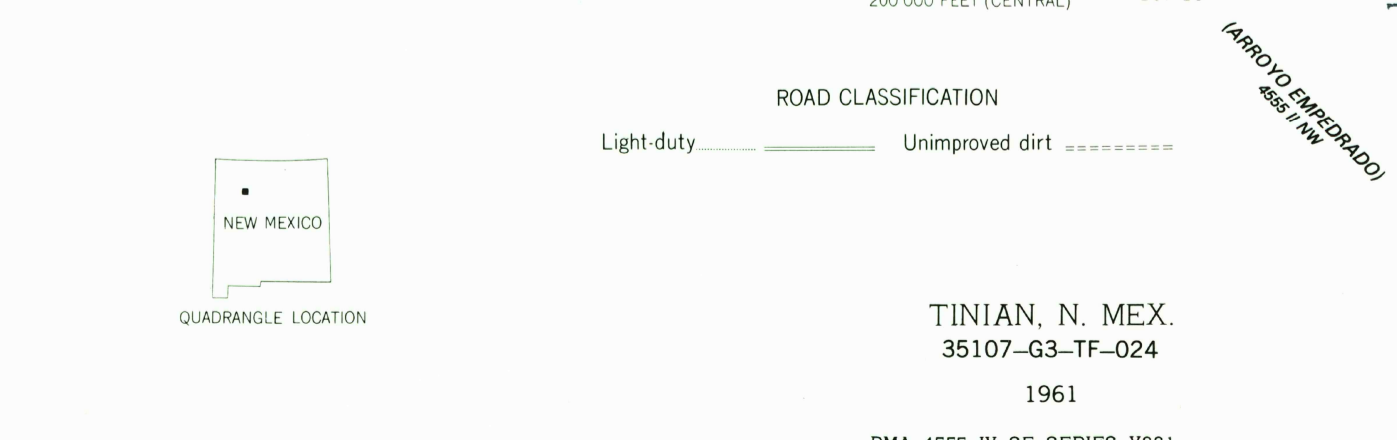 200 000 FEET (CENTRAL)
(ARROYO EMPEDRADO)
4555 II NW
ROAD CLASSIFICATION
Light-duty Unimproved dirt
NEW MEXICO
QUADRANGLE LOCATION
TINIAN, N. MEX.
35107–G3–TF–024
1961